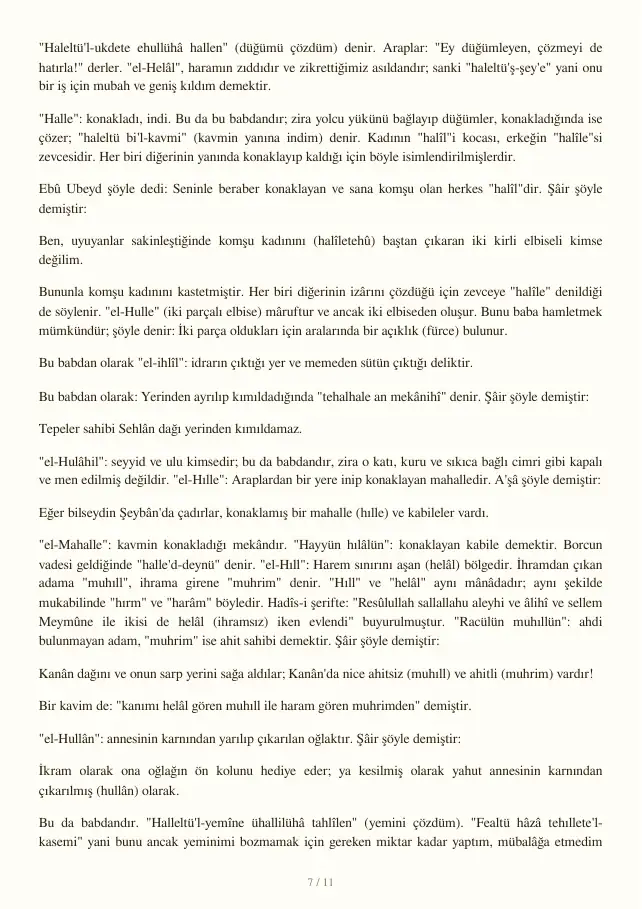 "Haleltü'l-ukdete ehullühâ hallen" (düğümü çözdüm) denir. Araplar: "Ey düğümleyen, çözmeyi de
hatırla!" derler. "el-Helâl", haramın zıddıdır ve zikrettiğimiz asıldandır; sanki "haleltü'ş-şey'e" yani onu
bir iş için mubah ve geniş kıldım demektir.
"Halle": konakladı, indi. Bu da bu babdandır; zira yolcu yükünü bağlayıp düğümler, konakladığında ise
çözer; "haleltü bi'l-kavmi" (kavmin yanına indim) denir. Kadının "halîl"i kocası, erkeğin "halîle"si
zevcesidir. Her biri diğerinin yanında konaklayıp kaldığı için böyle isimlendirilmişlerdir.
Ebû Ubeyd şöyle dedi: Seninle beraber konaklayan ve sana komşu olan herkes "halîl"dir. Şâir şöyle
demiştir:
Ben, uyuyanlar sakinleştiğinde komşu kadınını (halîletehû) baştan çıkaran iki kirli elbiseli kimse
değilim.
Bununla komşu kadınını kastetmiştir. Her biri diğerinin izârını çözdüğü için zevceye "halîle" denildiği
de söylenir. "el-Hulle" (iki parçalı elbise) mâruftur ve ancak iki elbiseden oluşur. Bunu baba hamletmek
mümkündür; şöyle denir: İki parça oldukları için aralarında bir açıklık (fürce) bulunur.
Bu babdan olarak "el-ihlîl": idrarın çıktığı yer ve memeden sütün çıktığı deliktir.
Bu babdan olarak: Yerinden ayrılıp kımıldadığında "tehalhale an mekânihî" denir. Şâir şöyle demiştir:
Tepeler sahibi Sehlân dağı yerinden kımıldamaz.
"el-Hulâhil": seyyid ve ulu kimsedir; bu da babdandır, zira o katı, kuru ve sıkıca bağlı cimri gibi kapalı
ve men edilmiş değildir. "el-Hılle": Araplardan bir yere inip konaklayan mahalledir. A'şâ şöyle demiştir:
Eğer bilseydin Şeybân'da çadırlar, konaklamış bir mahalle (hılle) ve kabileler vardı.
"el-Mahalle": kavmin konakladığı mekândır. "Hayyün hılâlün": konaklayan kabile demektir. Borcun
vadesi geldiğinde "halle'd-deynü" denir. "el-Hıll": Harem sınırını aşan (helâl) bölgedir. İhramdan çıkan
adama "muhıll", ihrama girene "muhrim" denir. "Hıll" ve "helâl" aynı mânâdadır; aynı şekilde
mukabilinde "hırm" ve "harâm" böyledir. Hadîs-i şerifte: "Resûlullah sallallahu aleyhi ve âlihî ve sellem
Meymûne ile ikisi de helâl (ihramsız) iken evlendi" buyurulmuştur. "Racülün muhıllün": ahdi
bulunmayan adam, "muhrim" ise ahit sahibi demektir. Şâir şöyle demiştir:
Kanân dağını ve onun sarp yerini sağa aldılar; Kanân'da nice ahitsiz (muhıll) ve ahitli (muhrim) vardır!
Bir kavim de: "kanımı helâl gören muhıll ile haram gören muhrimden" demiştir.
"el-Hullân": annesinin karnından yarılıp çıkarılan oğlaktır. Şâir şöyle demiştir:
İkram olarak ona oğlağın ön kolunu hediye eder; ya kesilmiş olarak yahut annesinin karnından
çıkarılmış (hullân) olarak.
Bu da babdandır. "Halleltü'l-yemîne ühallilühâ tahlîlen" (yemini çözdüm). "Fealtü hâzâ tehıllete'l-
kasemi" yani bunu ancak yeminimi bozmamak için gereken miktar kadar yaptım, mübalâğa etmedim
7 / 11